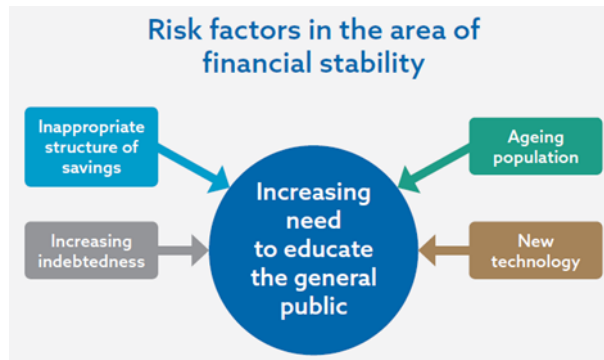 Risk factors in the area of
financial stability
Inappropriate
structure of
savings
Ageing
population
Increasing
need
to educate
the general
public
Increasing
indebtedness
New
technology